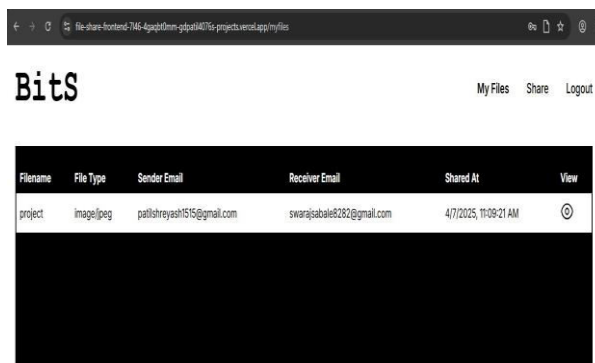 file-share-frontend-7l46-4gaqbt0mm-gdpatil4076s-projects.vercel.app/myfiles
BitS
My Files Share Logout
Filename File Type Sender Email Receiver Email Shared At View
project image/jpeg patilshreyash1515@gmail.com swarajsabale8282@gmail.com 4/7/2025, 11:09:21 AM